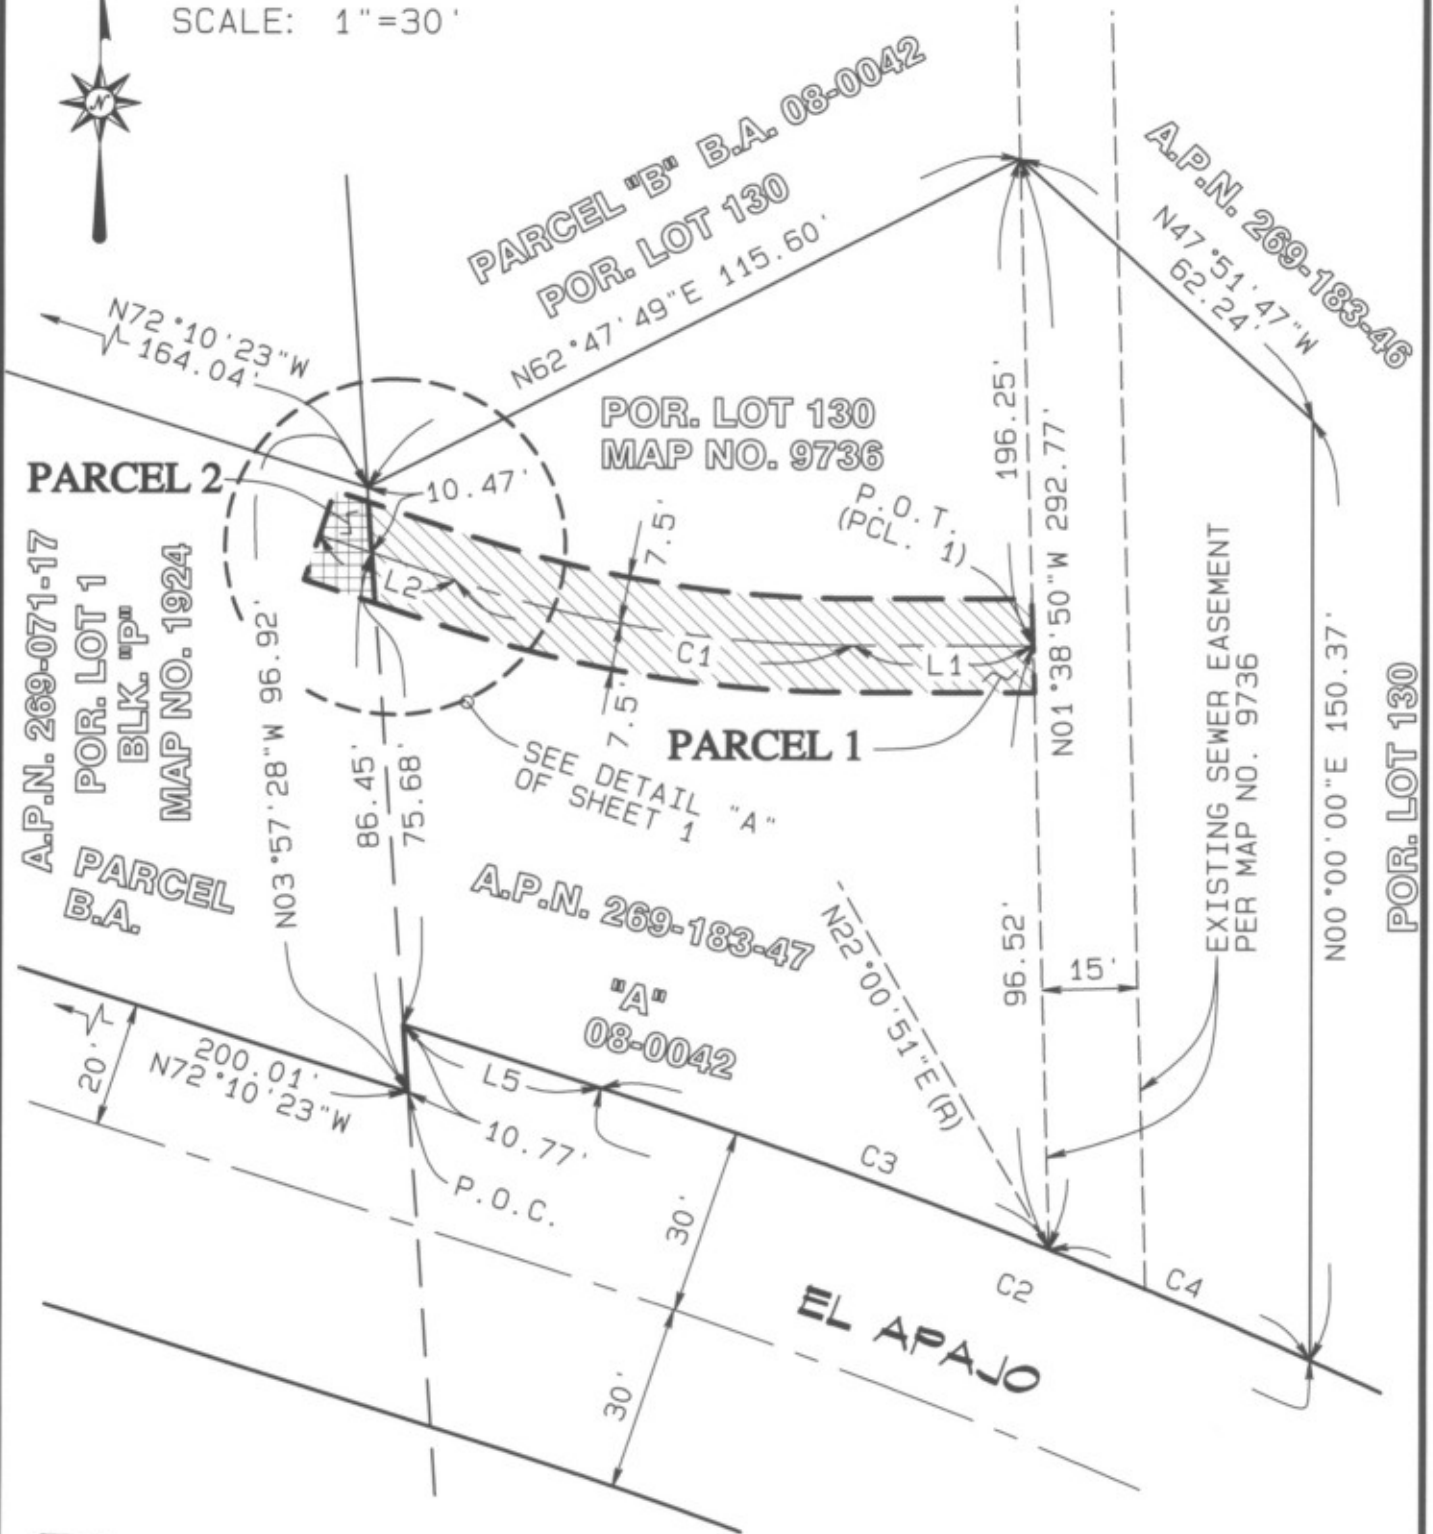 SCALE: 1"=30'
N
PARCEL "B" B.A. 08-0042
POR. LOT 130
N62°47'49"E 115.60'
A.P.N. 269-183-46
N47°51'47"W
62.24'
N72°10'23"W
164.04'
POR. LOT 130
MAP NO. 9736
PARCEL 2
10.47'
P.O.T.
(PCL. 1)
196.25'
N01°38'50"W 292.77'
7.5'
L2
C1
L1
7.5'
PARCEL 1
A.P.N. 269-071-17
POR. LOT 1
BLK. "P"
MAP NO. 1924
N03°57'28"W 96.92'
86.45'
75.68'
SEE DETAIL "A"
OF SHEET 1
EXISTING SEWER EASEMENT
PER MAP NO. 9736
N00°00'00"E 150.37'
POR. LOT 130
PARCEL
B.A.
A.P.N. 269-183-47
"A"
08-0042
N22°00'51"E(R)
96.52'
15'
20'
200.01'
N72°10'23"W
L5
10.77'
P.O.C.
C3
30'
C2
C4
EL APAJO
30'